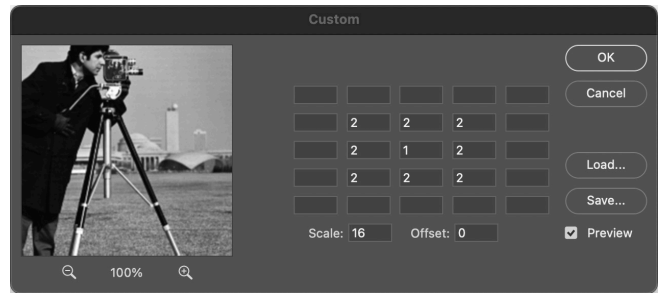 Custom
OK
Cancel
2 2 2
2 1 2
2 2 2
Load...
Save...
Scale: 16 Offset: 0
Preview
100%